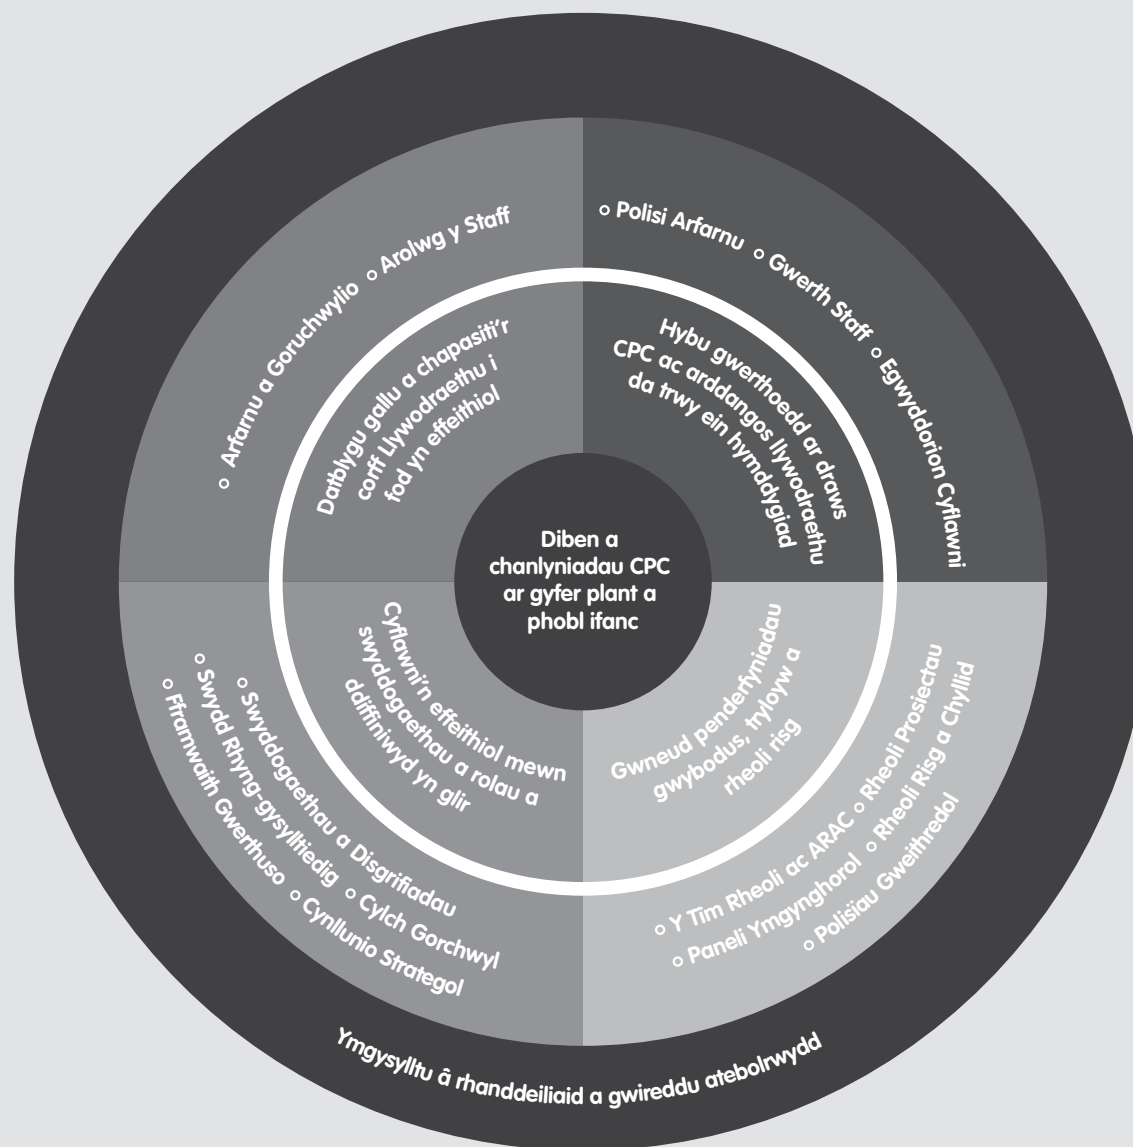 Arfarnu a Goruchwylio
Arolwg y Staff
Polisi Arfarnu
Gwerth Staff
Egwyddorion Cyflawni
Datblygu gallu a chapasiti'r
corff Llywodraethu i
fod yn effeithiol
Hybu gwerthoedd ar draws
CPC ac arddangos llywodraethu
da trwy ein hymddygiad
Diben a
chanlyniadau CPC
ar gyfer plant a
phobl ifanc
Cyflawni'n effeithiol mewn
swyddogaethau a rolau a
ddiffiniwyd yn glir
Gwneud penderfyniadau
gwybodus, tryloyw a
rheoli risg
Swyddogaethau a Disgrifiadau
Swydd Rhyng-gysylltiedig
Cylch Gorchwyl
Fframwaith Gwerthuso
Cynllunio Strategol
Y Tîm Rheoli ac ARAC
Rheoli Prosiectau
Paneli Ymgynghorol
Rheoli Risg a Chyllid
Polisiau Gweithredol
Ymgysylltu â rhanddeiliaid a gwireddu atebolrwydd